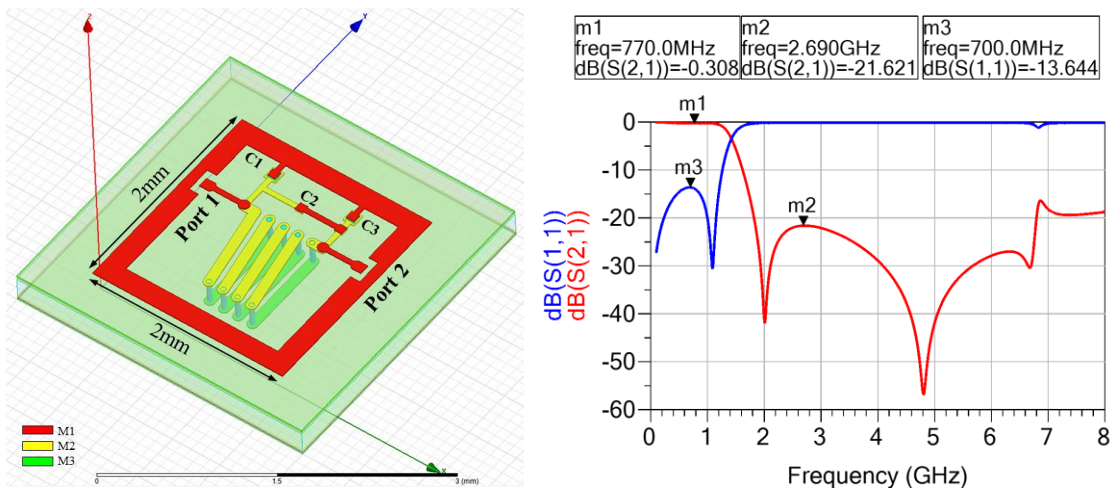 Z
Y
X
2mm
2mm
Port 1
Port 2
C1
C2
C3
M1
M2
M3
0
1.5
3 (mm)
m1
freq=770.0MHz
dB(S(2,1))=-0.308
m2
freq=2.690GHz
dB(S(2,1))=-21.621
m3
freq=700.0MHz
dB(S(1,1))=-13.644
m1
m3
m2
0
-10
-20
-30
-40
-50
-60
dB(S(1,1))
dB(S(2,1))
0
1
2
3
4
5
6
7
8
Frequency (GHz)